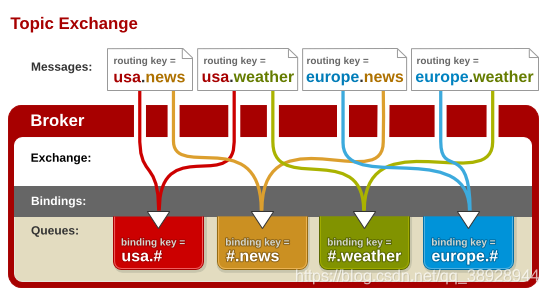 Topic Exchange
Messages:
routing key =
usa.news
routing key =
usa.weather
routing key =
europe.news
routing key =
europe.weather
Broker
Exchange:
Bindings:
Queues:
binding key =
usa.#
binding key =
#.news
binding key =
#.weather
binding key =
europe.#
https://blog.csdn.net/qq_38928944